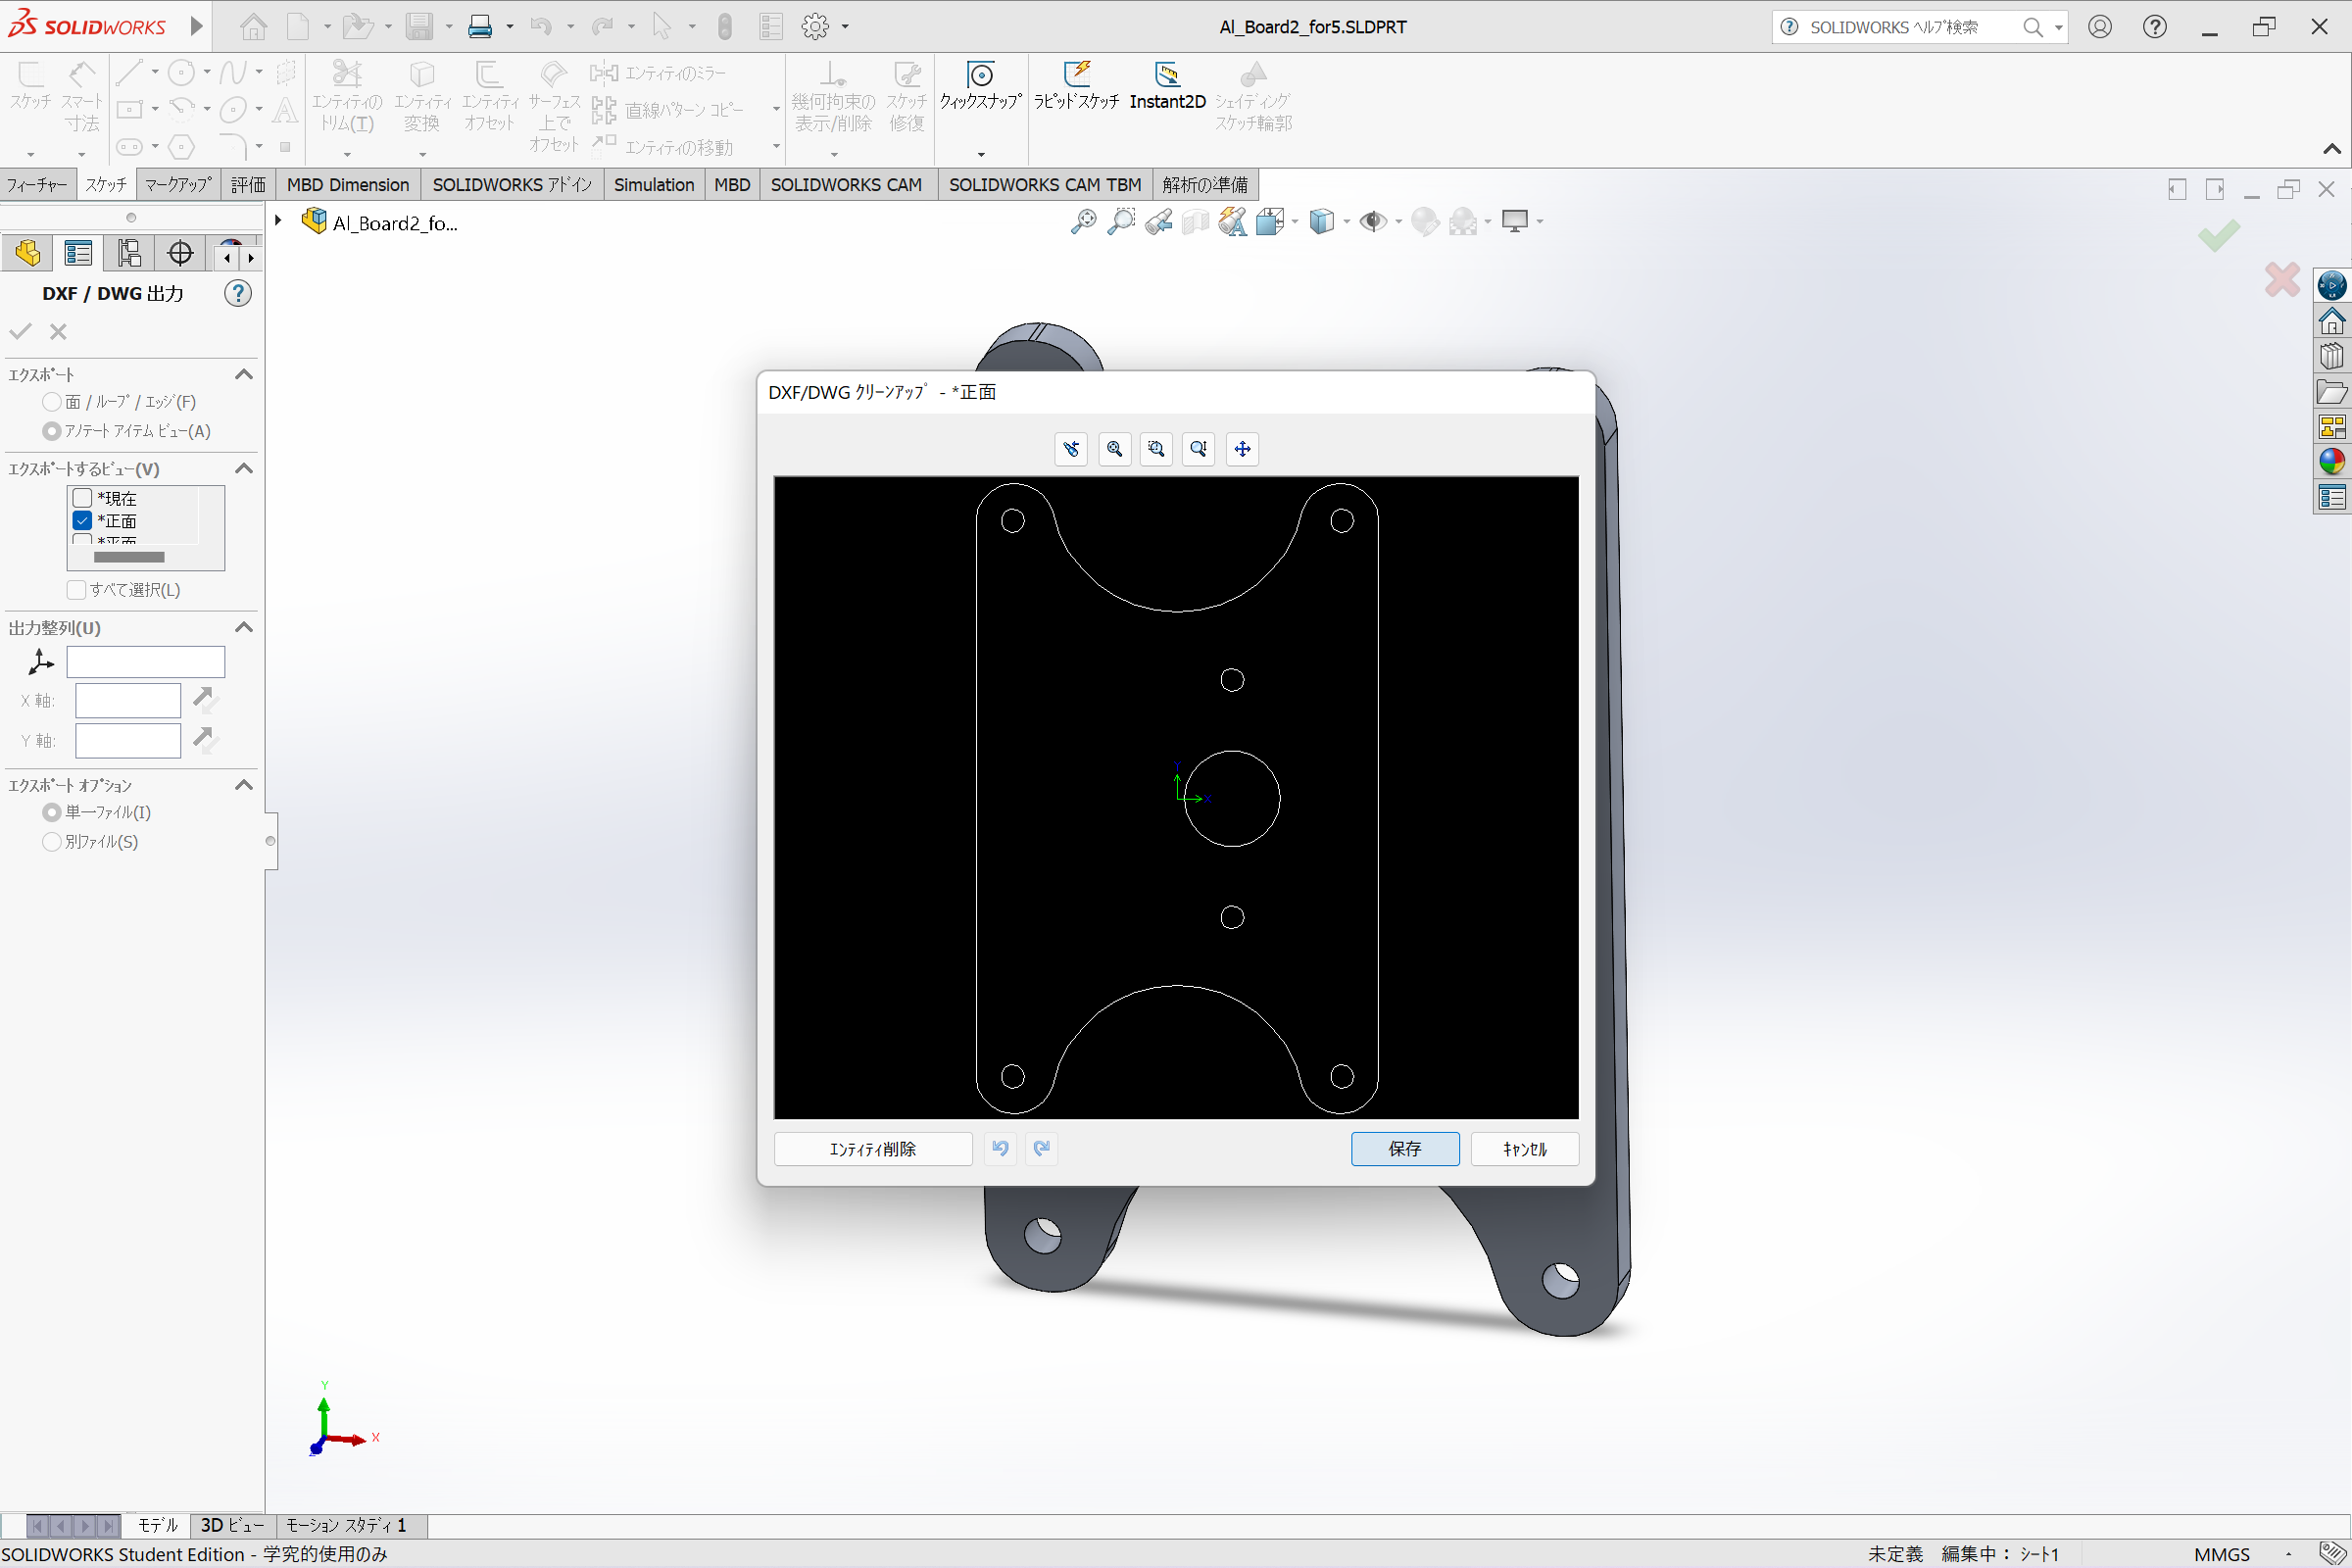 SOLIDWORKS
Al_Board2_for5.SLDPRT
SOLIDWORKS ヘルプ検索
スケッチ
スマート寸法
エンティティのトリム(T)
エンティティ変換
エンティティオフセット
サーフェス上でオフセット
エンティティのミラー
直線パターン コピー
エンティティの移動
幾何拘束の表示/削除
スケッチ修復
クイックスナップ
ラピッドスケッチ
Instant2D
シェイディング スケッチ輪郭
フィーチャー スケッチ マークアップ 評価 MBD Dimension SOLIDWORKS アドイン Simulation MBD SOLIDWORKS CAM SOLIDWORKS CAM TBM 解析の準備
Al_Board2_fo...
DXF / DWG 出力
エクスポート
面 / ループ / エッジ(F)
アノテート アイテム ビュー(A)
エクスポートするビュー(V)
*現在
*正面
*平面
すべて選択(L)
出力整列(U)
X 軸:
Y 軸:
エクスポート オプション
単一ファイル(I)
別ファイル(S)
DXF/DWG クリーンアップ - *正面
Y
X
エンティティ削除
保存
キャンセル
Y
X
Z
モデル 3D ビュー モーション スタディ 1
SOLIDWORKS Student Edition - 学究的使用のみ
未定義 編集中： シート1
MMGS